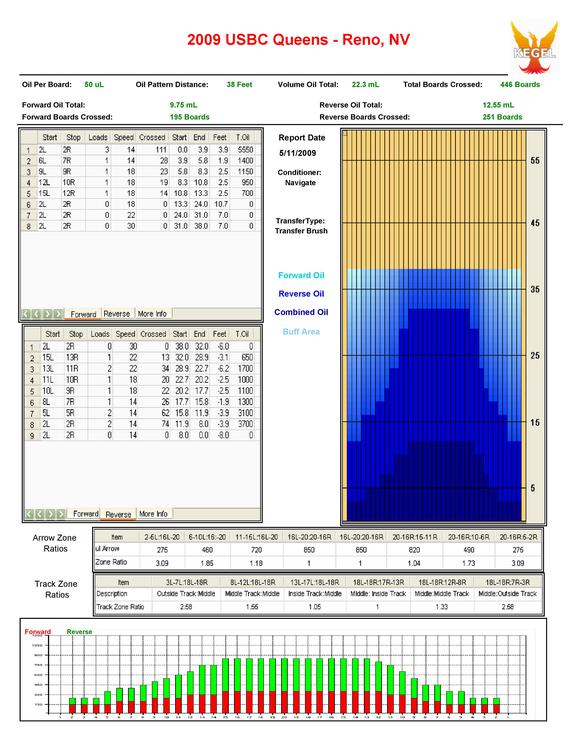 2009 USBC Queens - Reno, NV
KEGEL
Oil Per Board: 50 uL Oil Pattern Distance: 38 Feet Volume Oil Total: 22.3 mL Total Boards Crossed: 446 Boards
Forward Oil Total: 9.75 mL Reverse Oil Total: 12.55 mL
Forward Boards Crossed: 195 Boards Reverse Boards Crossed: 251 Boards
Start Stop Loads Speed Crossed Start End Feet T.Oil
1 2L 2R 3 14 111 0.0 3.9 3.9 5550
2 6L 7R 1 14 28 3.9 5.8 1.9 1400
3 9L 9R 1 18 23 5.8 8.3 2.5 1150
4 12L 10R 1 18 19 8.3 10.8 2.5 950
5 15L 12R 1 18 14 10.8 13.3 2.5 700
6 2L 2R 0 18 0 13.3 24.0 10.7 0
7 2L 2R 0 22 0 24.0 31.0 7.0 0
8 2L 2R 0 30 0 31.0 38.0 7.0 0
Forward Reverse More Info
Report Date
5/11/2009
Conditioner:
Navigate
TransferType:
Transfer Brush
Forward Oil
Reverse Oil
Combined Oil
Buff Area
55
45
35
25
15
5
Start Stop Loads Speed Crossed Start End Feet T.Oil
1 2L 2R 0 30 0 38.0 32.0 -6.0 0
2 15L 13R 1 22 13 32.0 28.9 -3.1 650
3 13L 11R 2 22 34 28.9 22.7 -6.2 1700
4 11L 10R 1 18 20 22.7 20.2 -2.5 1000
5 10L 9R 1 18 22 20.2 17.7 -2.5 1100
6 8L 7R 1 14 26 17.7 15.8 -1.9 1300
7 5L 5R 2 14 62 15.8 11.9 -3.9 3100
8 2L 2R 2 14 74 11.9 8.0 -3.9 3700
9 2L 2R 0 14 0 8.0 0.0 -8.0 0
Forward Reverse More Info
Arrow Zone Ratios
Item 2-5L:16L-20 6-10L:16:-20 11-15L:16L-20 16L-20:20-16R 16L-20:20-16R 20-16R:15-11R 20-16R:10-6R 20-16R:5-2R
ul Arrow 275 460 720 850 850 820 490 275
Zone Ratio 3.09 1.85 1.18 1 1 1.04 1.73 3.09
Track Zone Ratios
Item 3L-7L:18L-18R 8L-12L:18L-18R 13L-17L:18L-18R 18L-18R:17R-13R 18L-18R:12R-8R 18L-18R:7R-3R
Description Outside Track:Middle Middle Track:Middle Inside Track:Middle Middle: Inside Track Middle:Middle Track Middle:Outside Track
Track Zone Ratio 2.58 1.55 1.05 1 1.33 2.58
Forward Reverse